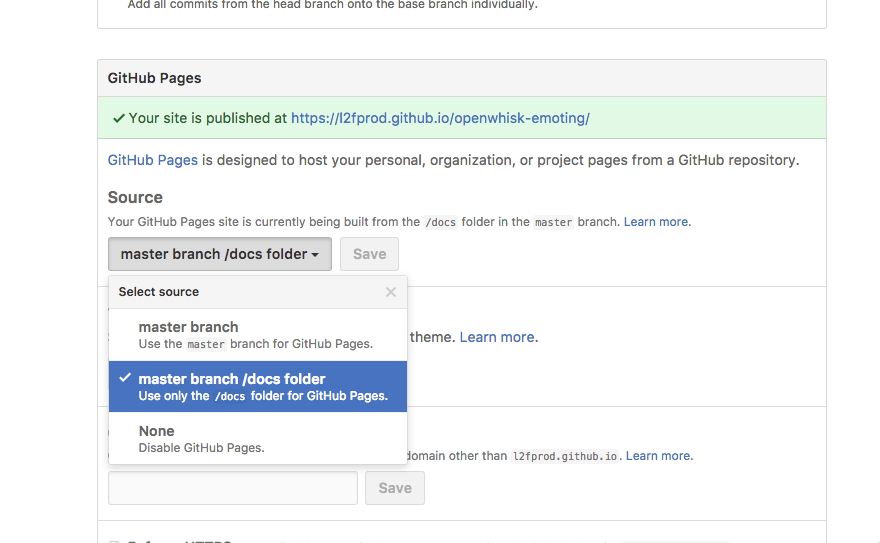 Add all commits from the head branch onto the base branch individually.
GitHub Pages
Your site is published at https://l2fprod.github.io/openwhisk-emoting/
GitHub Pages is designed to host your personal, organization, or project pages from a GitHub repository.
Source
Your GitHub Pages site is currently being built from the /docs folder in the master branch. Learn more.
master branch /docs folder Save
Select source
master branch
theme. Learn more.
Use the master branch for GitHub Pages.
master branch /docs folder
Use only the /docs folder for GitHub Pages.
None
Disable GitHub Pages.
domain other than l2fprod.github.io. Learn more.
Save